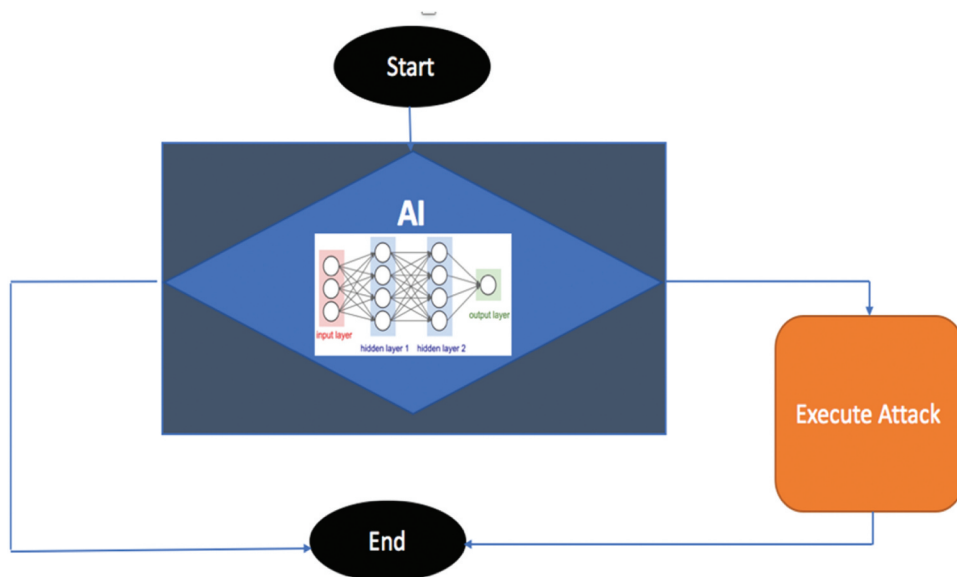 Start
AI
input layer
hidden layer 1
hidden layer 2
output layer
Execute Attack
End